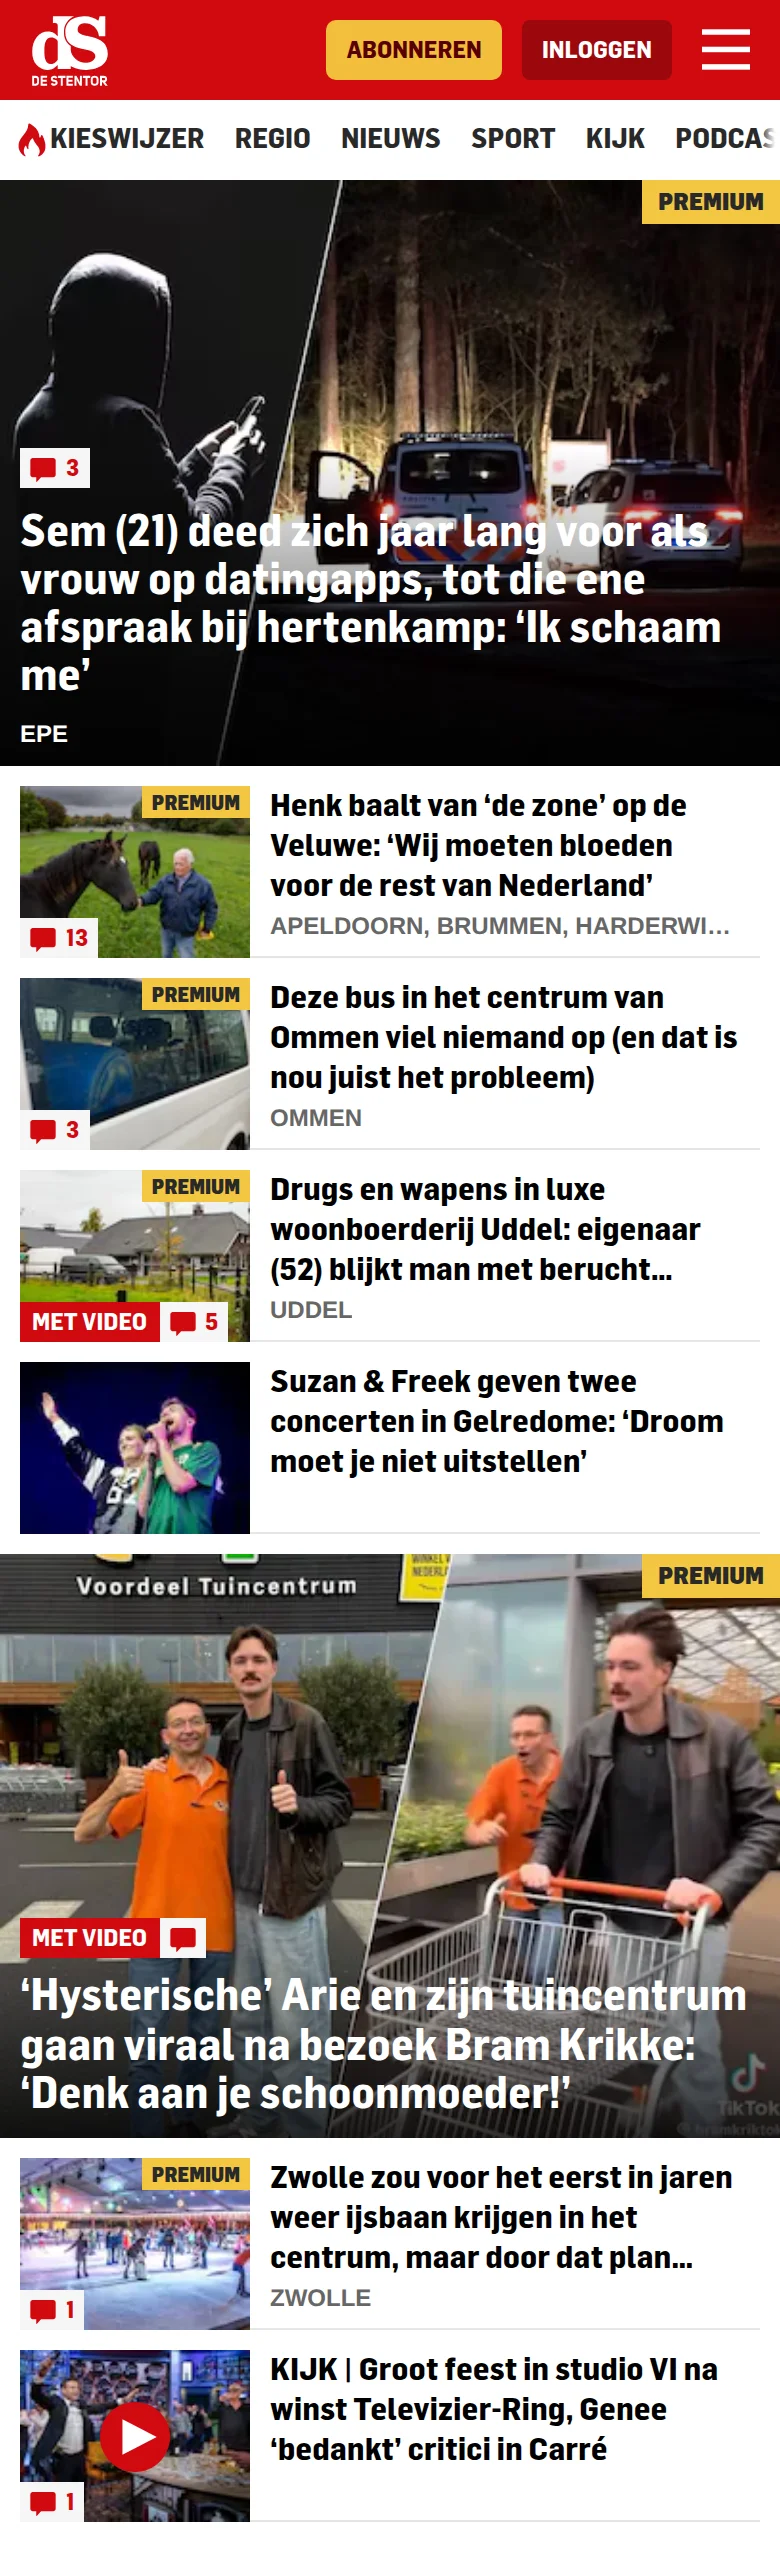 dS
DE STENTOR
ABONNEREN
INLOGGEN
KIESWIJZER REGIO NIEUWS SPORT KIJK PODCAS
PREMIUM
3
Sem (21) deed zich jaar lang voor als
vrouw op datingapps, tot die ene
afspraak bij hertenkamp: ‘Ik schaam
me’
EPE
PREMIUM
13
Henk baalt van ‘de zone’ op de
Veluwe: ‘Wij moeten bloeden
voor de rest van Nederland’
APELDOORN, BRUMMEN, HARDERWI...
PREMIUM
3
Deze bus in het centrum van
Ommen viel niemand op (en dat is
nou juist het probleem)
OMMEN
PREMIUM
MET VIDEO
5
Drugs en wapens in luxe
woonboerderij Uddel: eigenaar
(52) blijkt man met berucht...
UDDEL
Suzan & Freek geven twee
concerten in Gelredome: ‘Droom
moet je niet uitstellen’
Voordeel Tuincentrum
WINKEL
PREMIUM
MET VIDEO
‘Hysterische’ Arie en zijn tuincentrum
gaan viraal na bezoek Bram Krikke:
‘Denk aan je schoonmoeder!’
TikTok
PREMIUM
1
Zwolle zou voor het eerst in jaren
weer ijsbaan krijgen in het
centrum, maar door dat plan...
ZWOLLE
1
KIJK | Groot feest in studio VI na
winst Televizier-Ring, Genee
‘bedankt’ critici in Carré